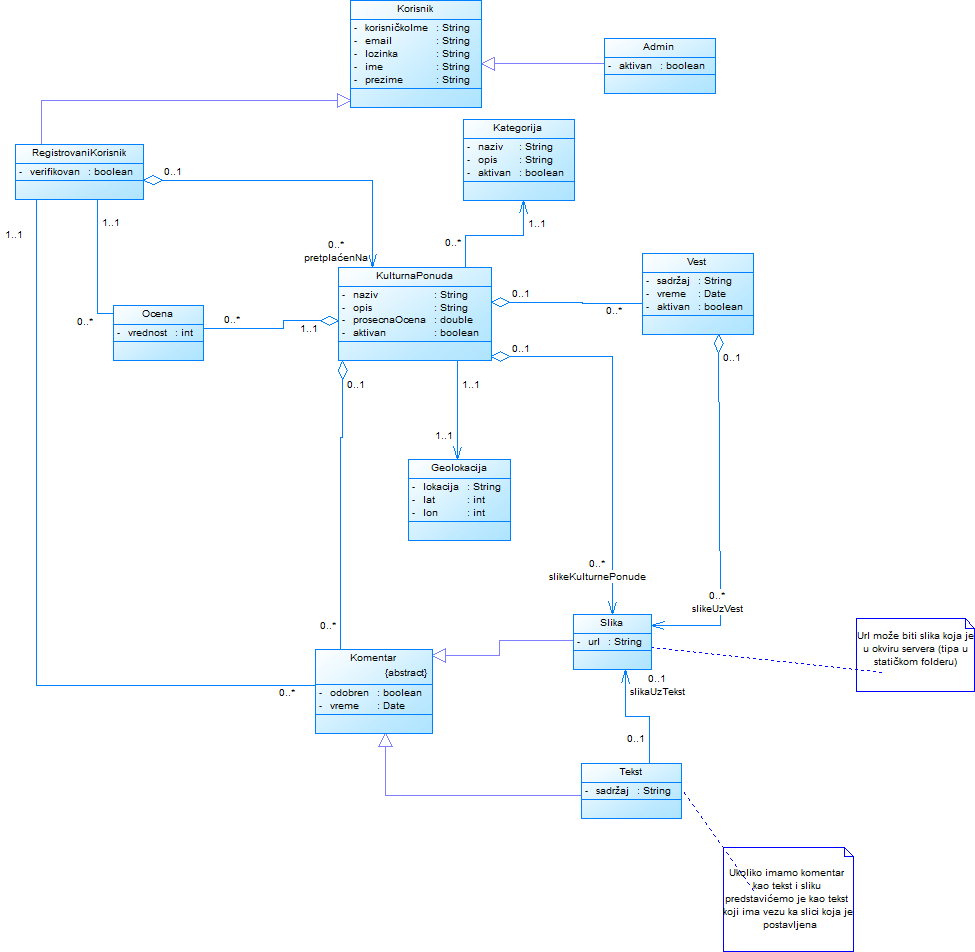 Korisnik
- korisničkoIme : String
- email : String
- lozinka : String
- ime : String
- prezime : String
Admin
- aktivan : boolean
Kategorija
- naziv : String
- opis : String
- aktivan : boolean
RegistrovaniKorisnik
- verifikovan : boolean
0..1
1..1
1..1
0..*
pretplaćenNa
0..*
1..1
KulturnaPonuda
- naziv : String
- opis : String
- prosecnaOcena : double
- aktivan : boolean
Vest
- sadržaj : String
- vreme : Date
- aktivan : boolean
0..1
0..*
Ocena
- vrednost : int
0..*
0..*
1..1
0..1
0..1
0..1
1..1
1..1
Geolokacija
- lokacija : String
- lat : int
- lon : int
0..*
slikeKulturnePonude
0..*
slikeUzVest
Slika
- url : String
Url može biti slika koja je
u okviru servera (tipa u
statičkom folderu)
0..*
Komentar
{abstract}
- odobren : boolean
- vreme : Date
0..*
0..1
slikaUzTekst
0..1
Tekst
- sadržaj : String
Ukoliko imamo komentar
kao tekst i sliku
predstavićemo je kao tekst
koji ima vezu ka slici koja je
postavljena